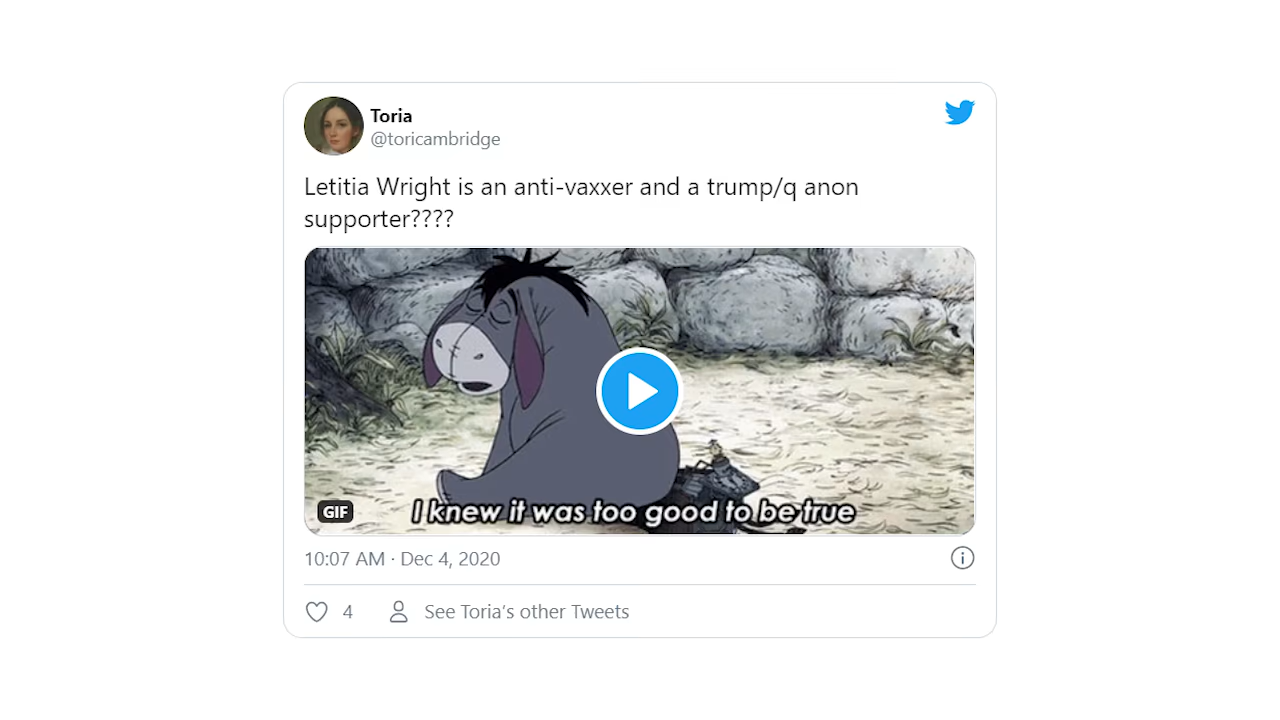 Toria
@toricambridge
Letitia Wright is an anti-vaxxer and a trump/q anon
supporter????
I knew it was too good to be true
GIF
10:07 AM · Dec 4, 2020
4
See Toria's other Tweets